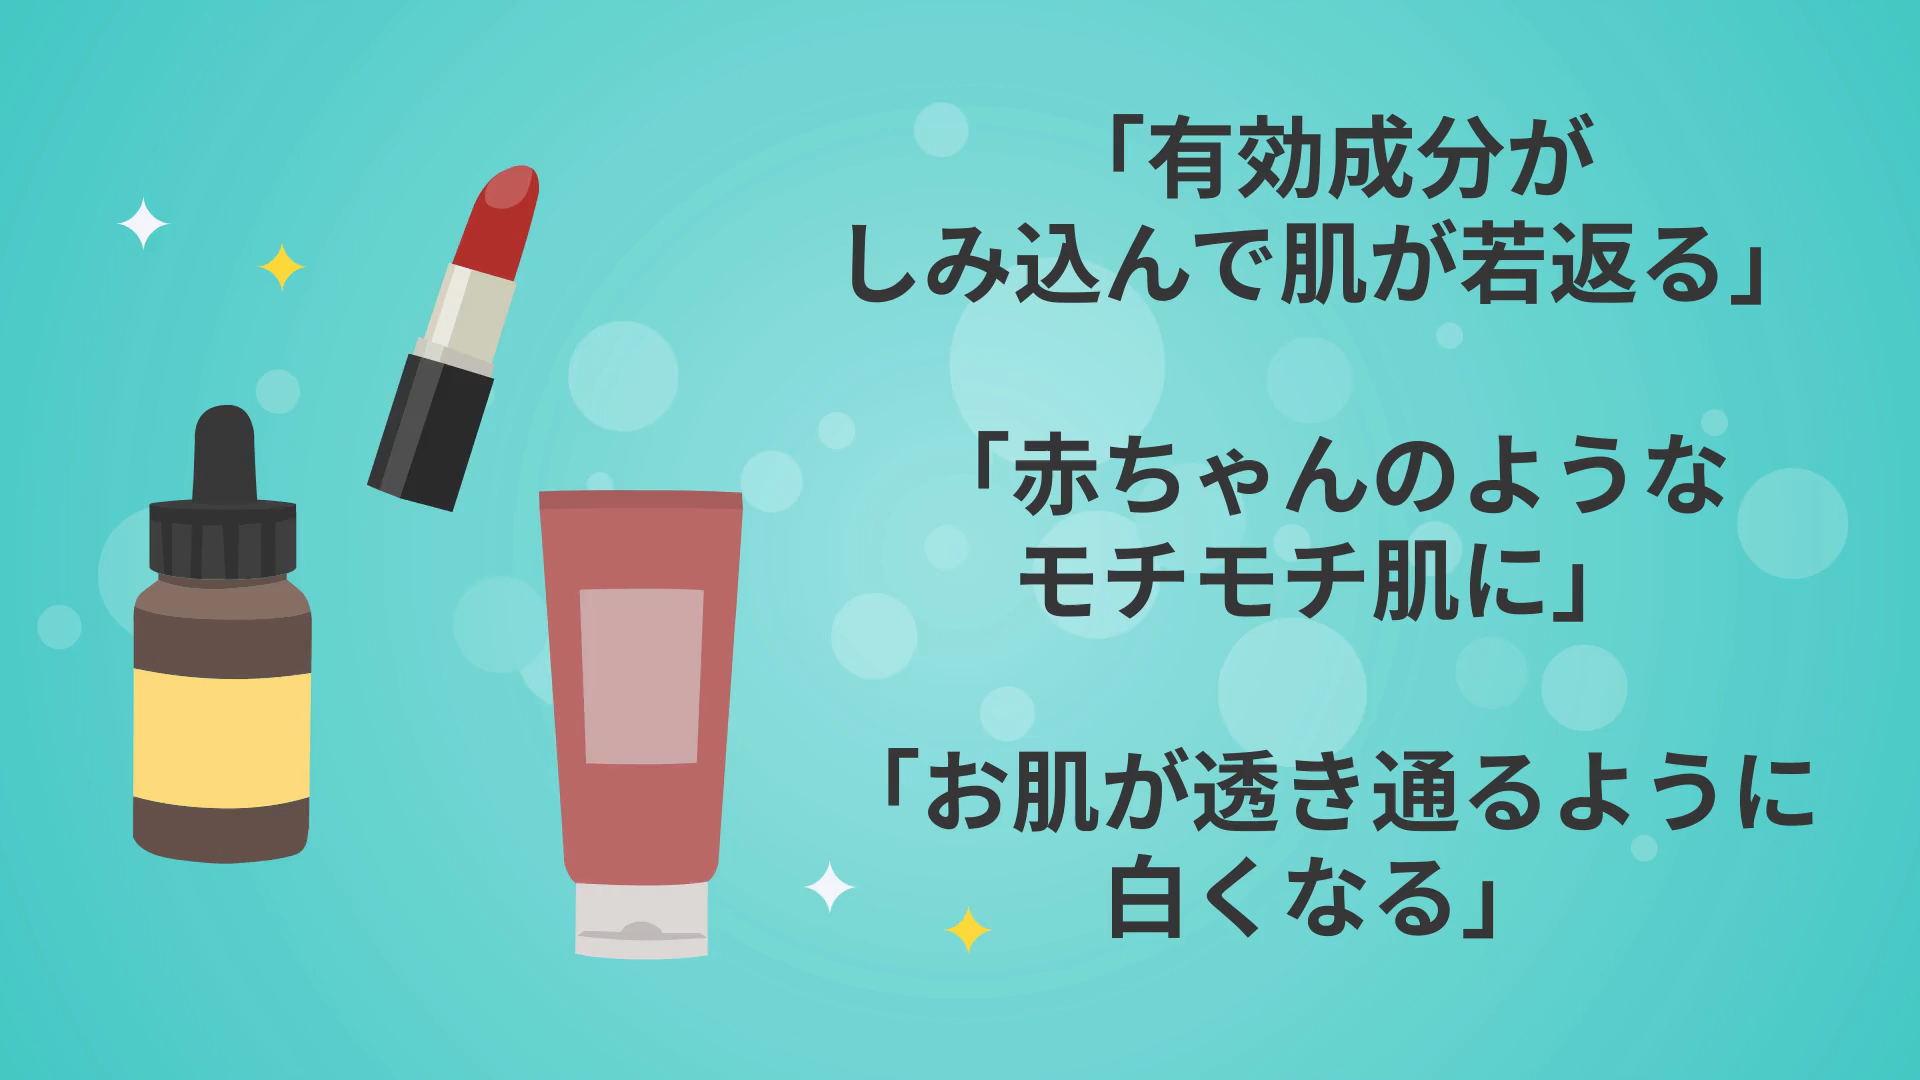 「有効成分が
しみ込んで肌が若返る」
「赤ちゃんのような
モチモチ肌に」
「お肌が透き通るように
白くなる」